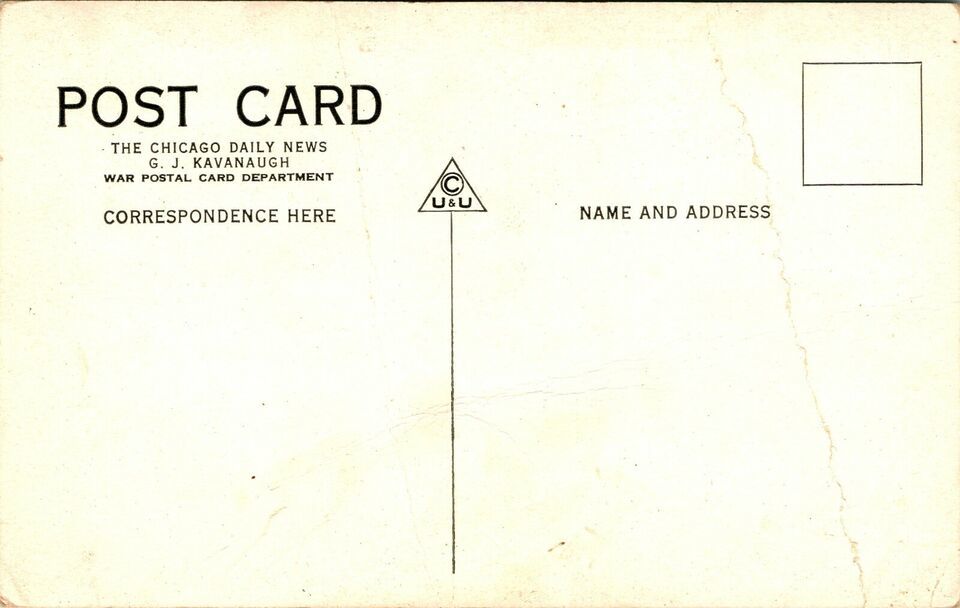 POST CARD
THE CHICAGO DAILY NEWS
G. J. KAVANAUGH
WAR POSTAL CARD DEPARTMENT
CORRESPONDENCE HERE
©
U & U
NAME AND ADDRESS